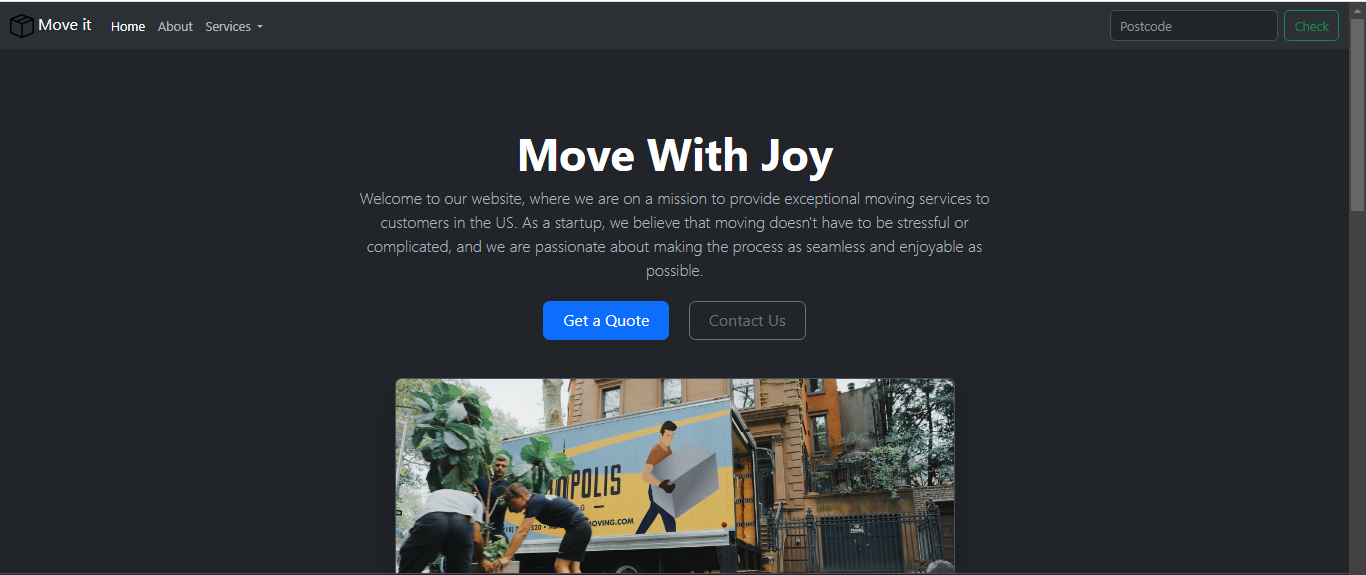 Move it Home About Services Postcode Check
Move With Joy
Welcome to our website, where we are on a mission to provide exceptional moving services to
customers in the US. As a startup, we believe that moving doesn't have to be stressful or
complicated, and we are passionate about making the process as seamless and enjoyable as
possible.
Get a Quote Contact Us
MOVING.COM